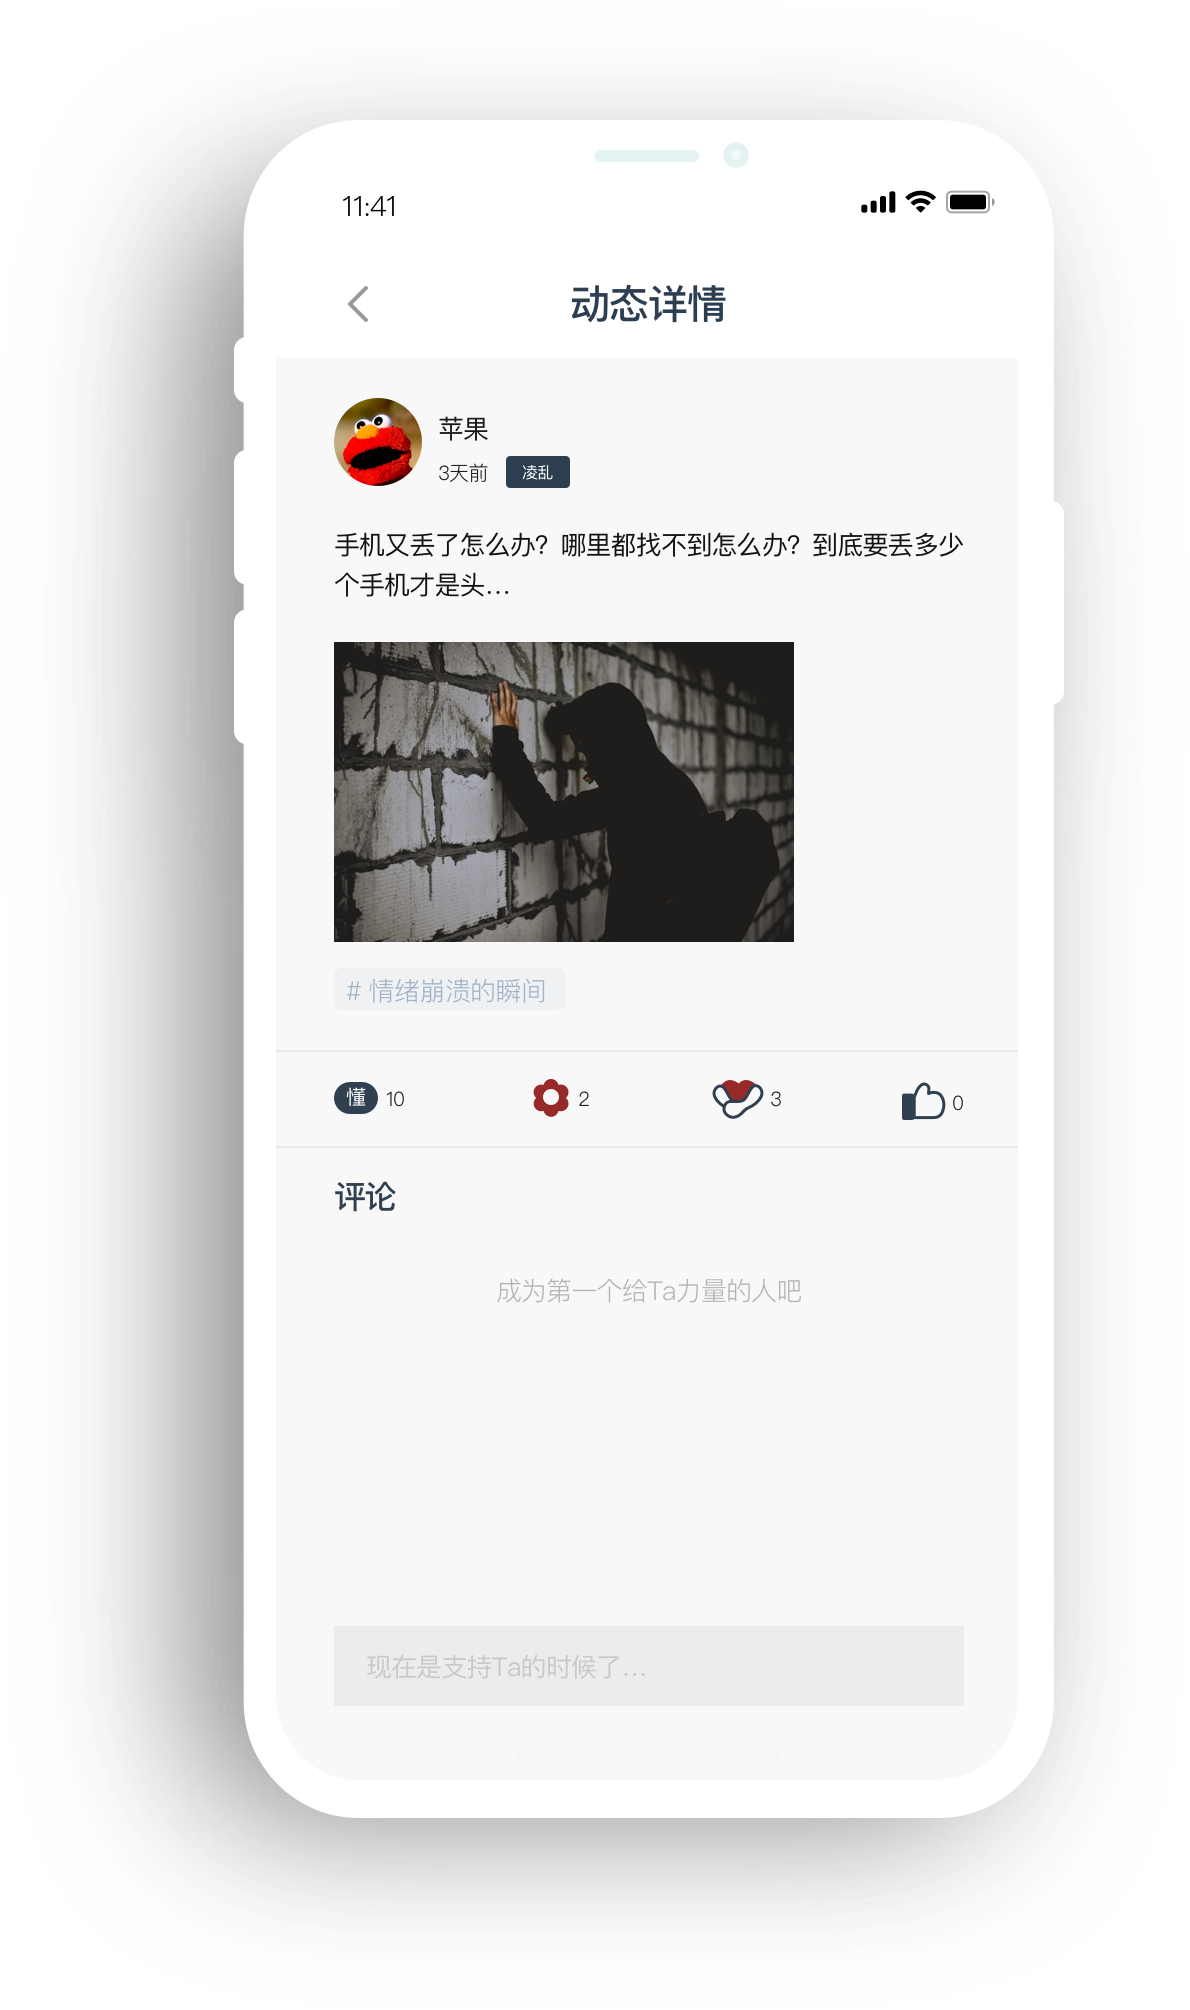 11:41
动态详情
苹果
3天前 凌乱
手机又丢了怎么办？哪里都找不到怎么办？到底要丢多少
个手机才是头...
# 情绪崩溃的瞬间
懂 10 2 3 0
评论
成为第一个给Ta力量的人吧
现在是支持Ta的时候了...